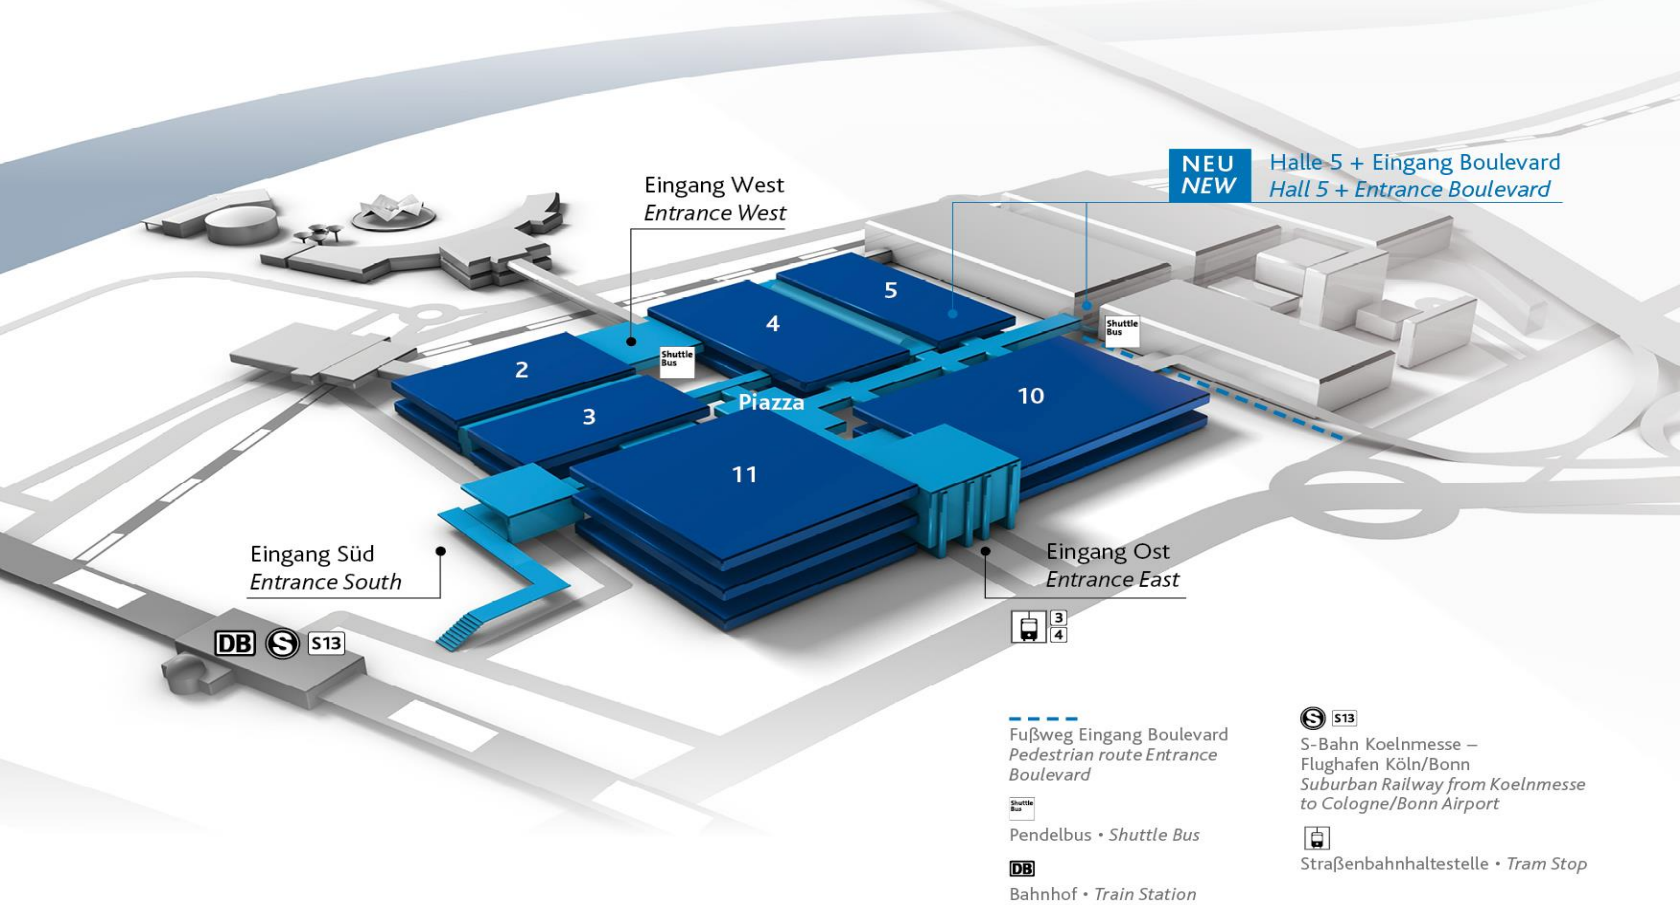 NEU
NEW
Halle 5 + Eingang Boulevard
Hall 5 + Entrance Boulevard
Eingang West
Entrance West
5
4
Shuttle
Bus
2
Shuttle
Bus
3
Piazza
10
11
Eingang Süd
Entrance South
Eingang Ost
Entrance East
3
4
DB S S13
Fußweg Eingang Boulevard
Pedestrian route Entrance
Boulevard
Shuttle
Bus
Pendelbus • Shuttle Bus
DB
Bahnhof • Train Station
S S13
S-Bahn Koelnmesse –
Flughafen Köln/Bonn
Suburban Railway from Koelnmesse
to Cologne/Bonn Airport
Straßenbahnhaltestelle • Tram Stop